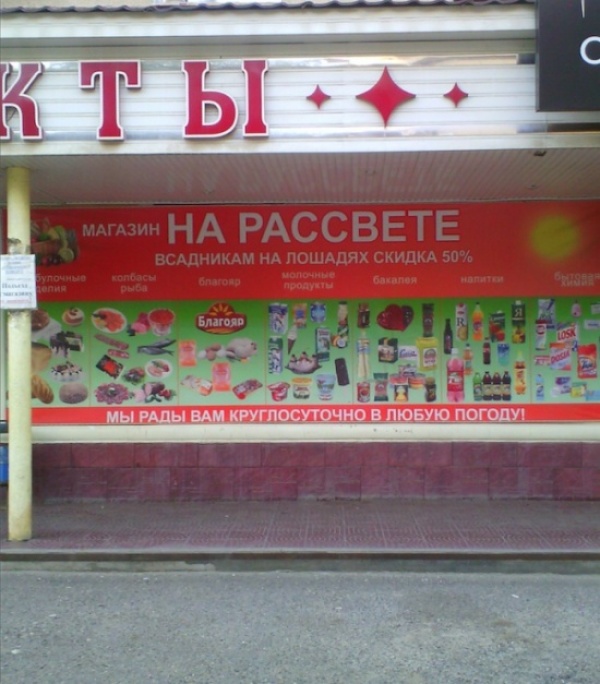 КТЫ
МАГАЗИН НА РАССВЕТЕ
ВСАДНИКАМ НА ЛОШАДЯХ СКИДКА 50%
булочные
колбасы
рыба
благояр
молочные
продукты
бакалея
напитки
бытовая
химия
Благояр
LOSK
МЫ РАДЫ ВАМ КРУГЛОСУТОЧНО В ЛЮБУЮ ПОГОДУ!